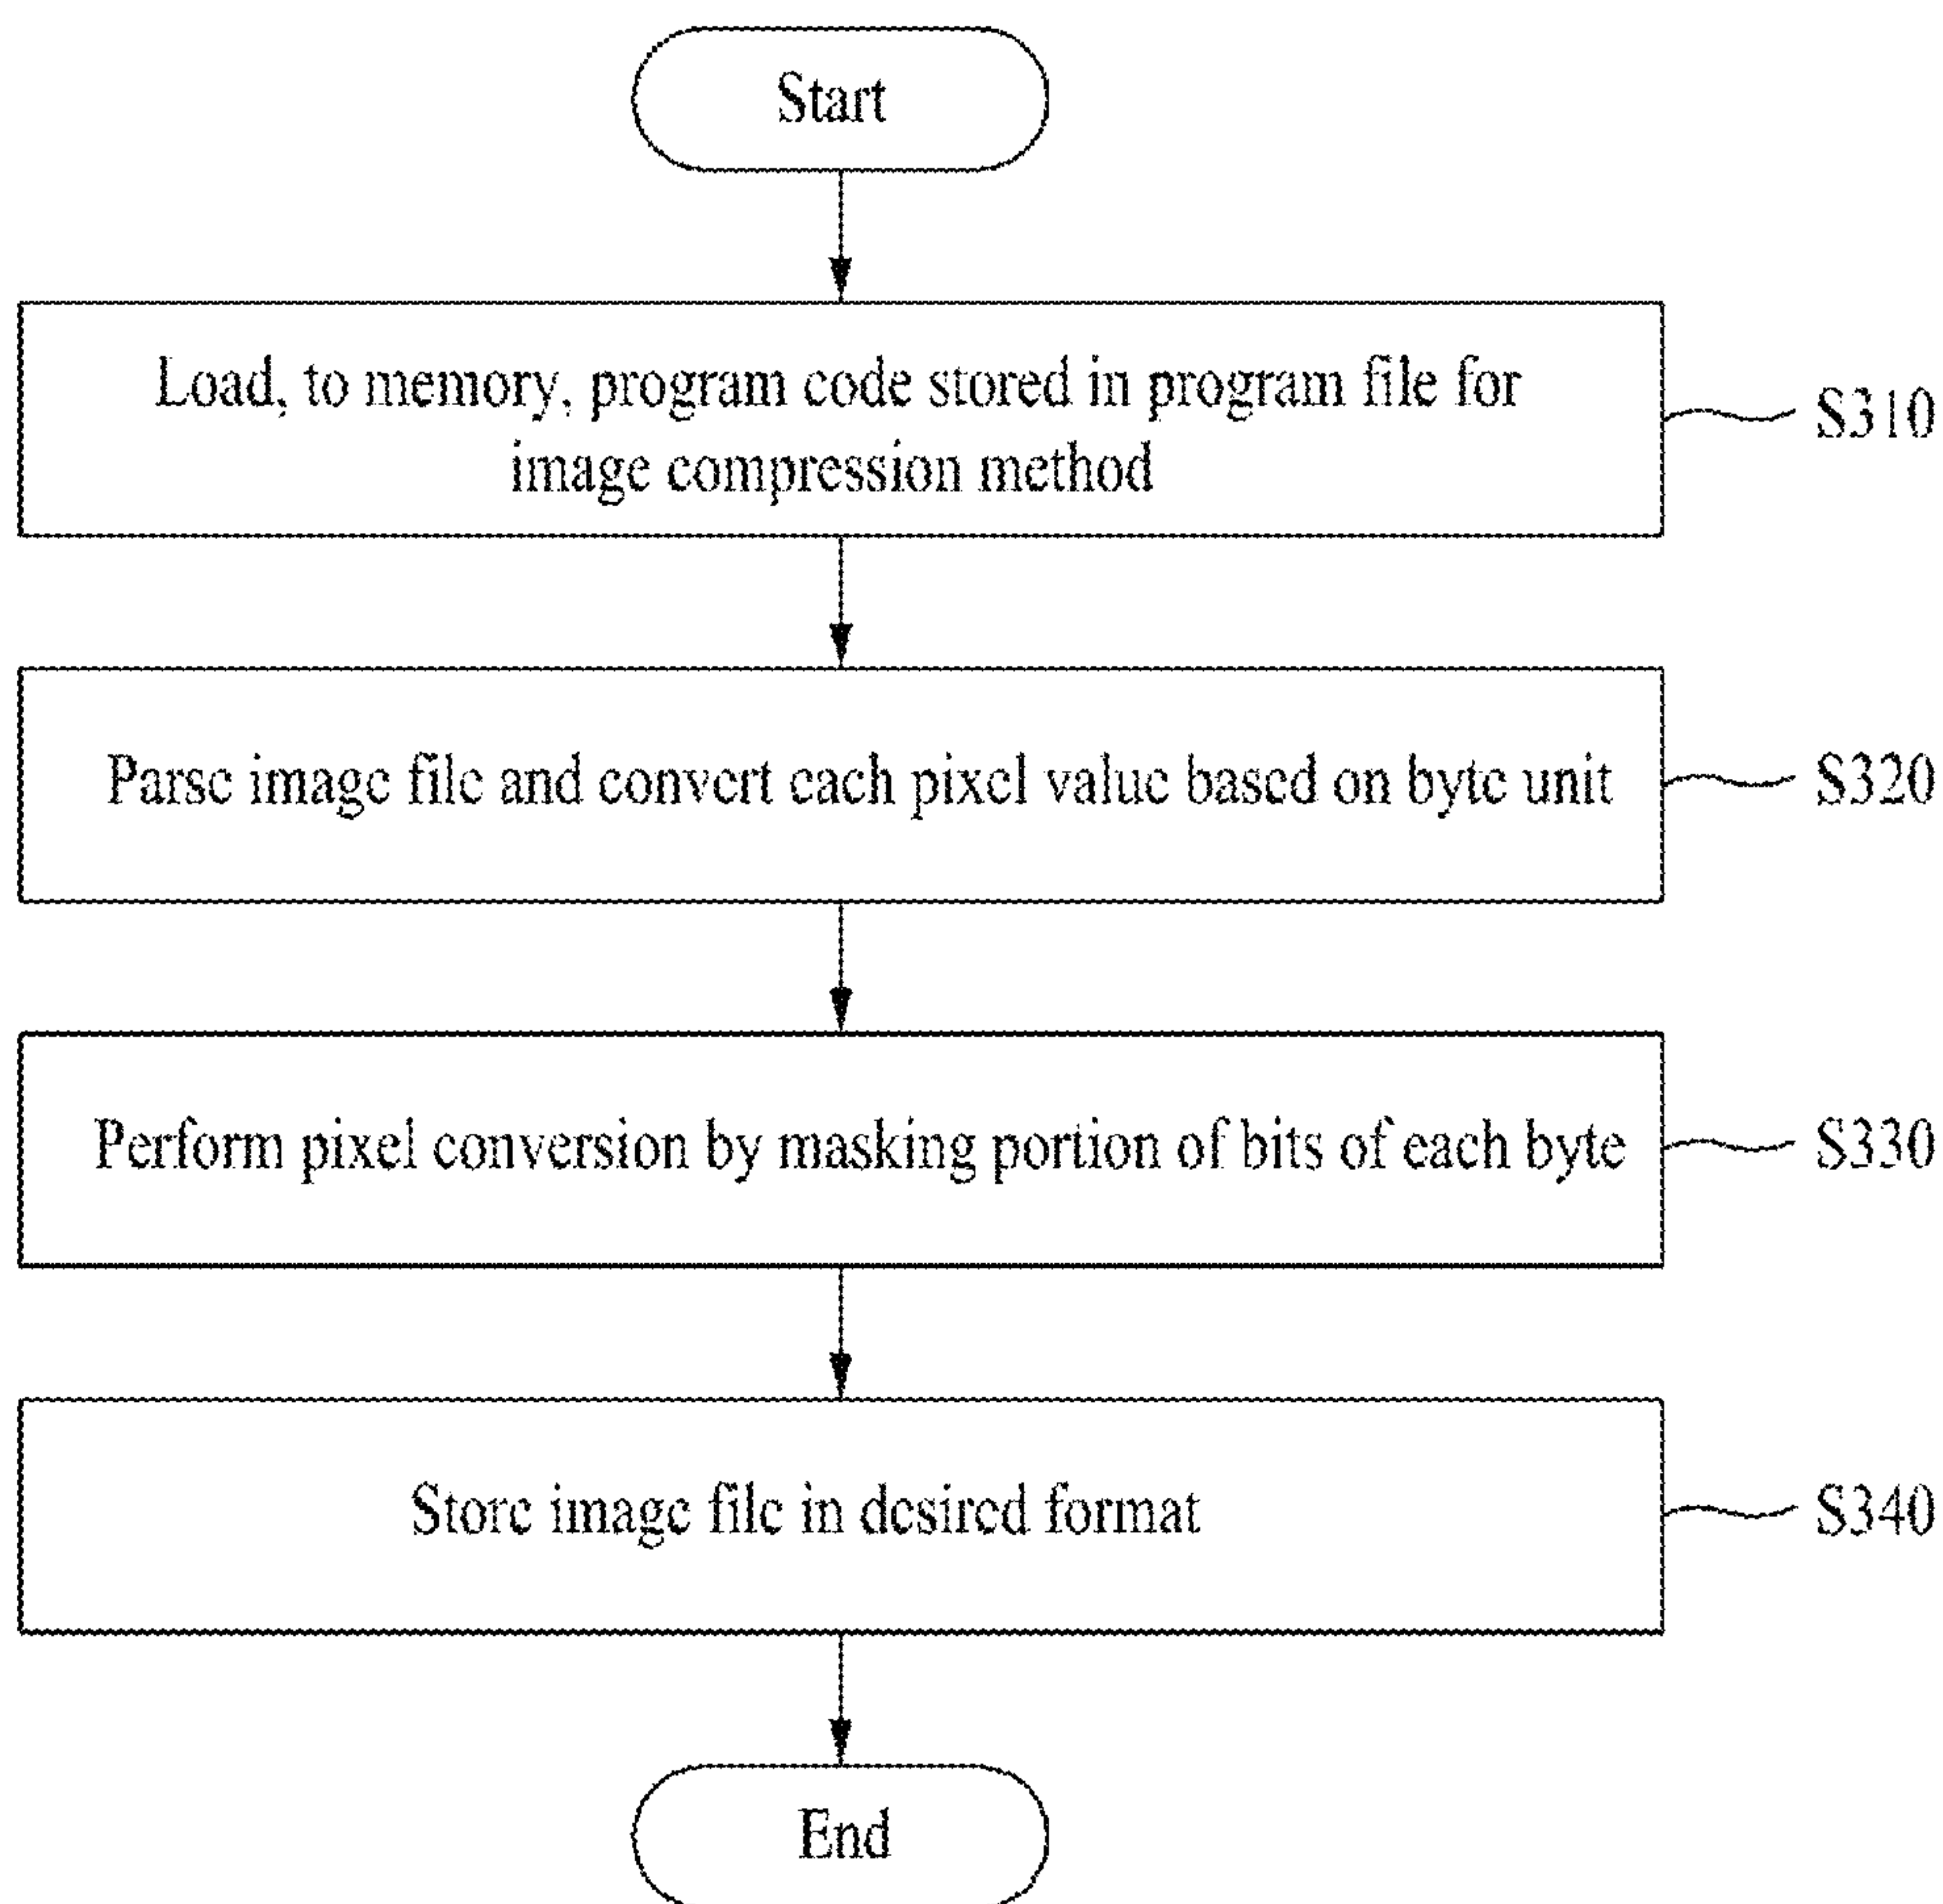 Start
Load, to memory, program code stored in program file for
image compression method
S310
Parse image file and convert each pixel value based on byte unit
S320
Perform pixel conversion by masking portion of bits of each byte
S330
Store image file in desired format
S340
End